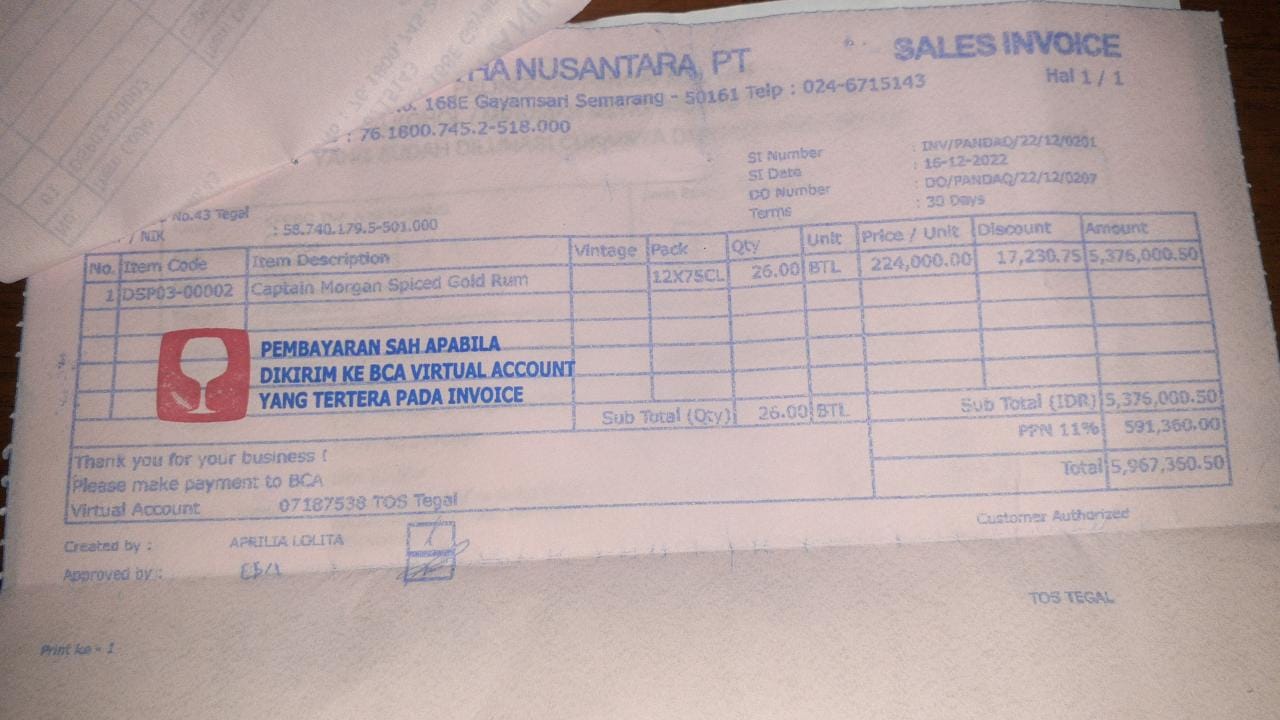 HA NUSANTARA, PT
SALES INVOICE
168E Gayamsari Semarang - 50161 Telp : 024-6715143
Hal 1 / 1
: 76.1800.745.2-518.000
SI Number : INV/PANDAQ/22/12/0201
SI Date : 16-12-2022
DO Number : DO/PANDAQ/22/12/0207
Terms : 30 Days
No.43 Tegal
/ NIK : 58.740.179.5-501.000
No. Item Code Item Description Vintage Pack Qty Unit Price / Unit Discount Amount
1 DSP03-00002 Captain Morgan Spiced Gold Rum 12X75CL 26.00 BTL 224,000.00 17,230.75 5,376,000.50
PEMBAYARAN SAH APABILA
DIKIRIM KE BCA VIRTUAL ACCOUNT
YANG TERTERA PADA INVOICE
Sub Total (Qty) 26.00 BTL Sub Total (IDR) 5,376,000.50
PPN 11% 591,360.00
Total 5,967,360.50
Thank you for your business !
Please make payment to BCA
Virtual Account 07187538 TOS Tegal
Created by : APRILIA LOLITA
Customer Authorized
Approved by :
TOS TEGAL
Print ke - 1